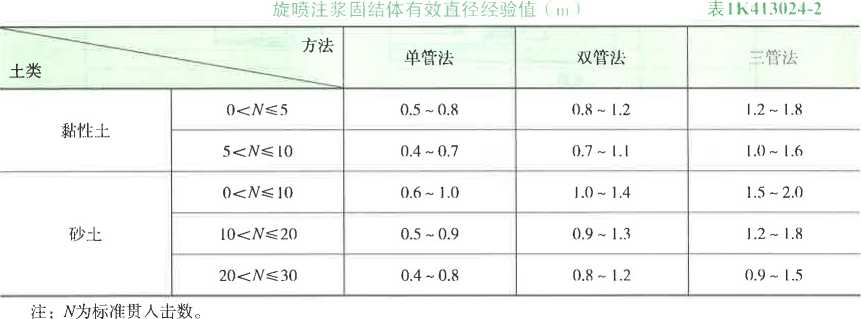 旋喷注浆固结体有效直径经验值(m) 表1K413024-2
方法 土类 单管法 双管法 三管法
黏性土 0<N≤5 0.5~0.8 0.8~1.2 1.2~1.8
5<N≤10 0.4~0.7 0.7~1.1 1.0~1.6
砂土 0<N≤10 0.6~1.0 1.0~1.4 1.5~2.0
10<N≤20 0.5~0.9 0.9~1.3 1.2~1.8
20<N≤30 0.4~0.8 0.8~1.2 0.9~1.5
注:N为标准贯入击数。